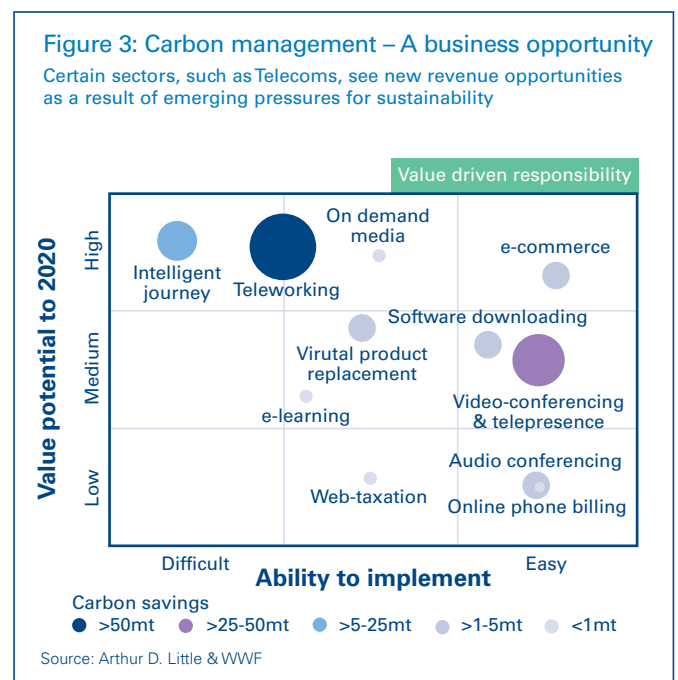 Figure 3: Carbon management – A business opportunity
Certain sectors, such as Telecoms, see new revenue opportunities
as a result of emerging pressures for sustainability
Value driven responsibility
Value potential to 2020
High
Medium
Low
On demand
media
e-commerce
Intelligent
journey
Teleworking
Software downloading
Virutal product
replacement
e-learning
Video-conferencing
& telepresence
Audio conferencing
Web-taxation
Online phone billing
Difficult
Easy
Ability to implement
Carbon savings
>50mt
>25-50mt
>5-25mt
>1-5mt
<1mt
Source: Arthur D. Little & WWF